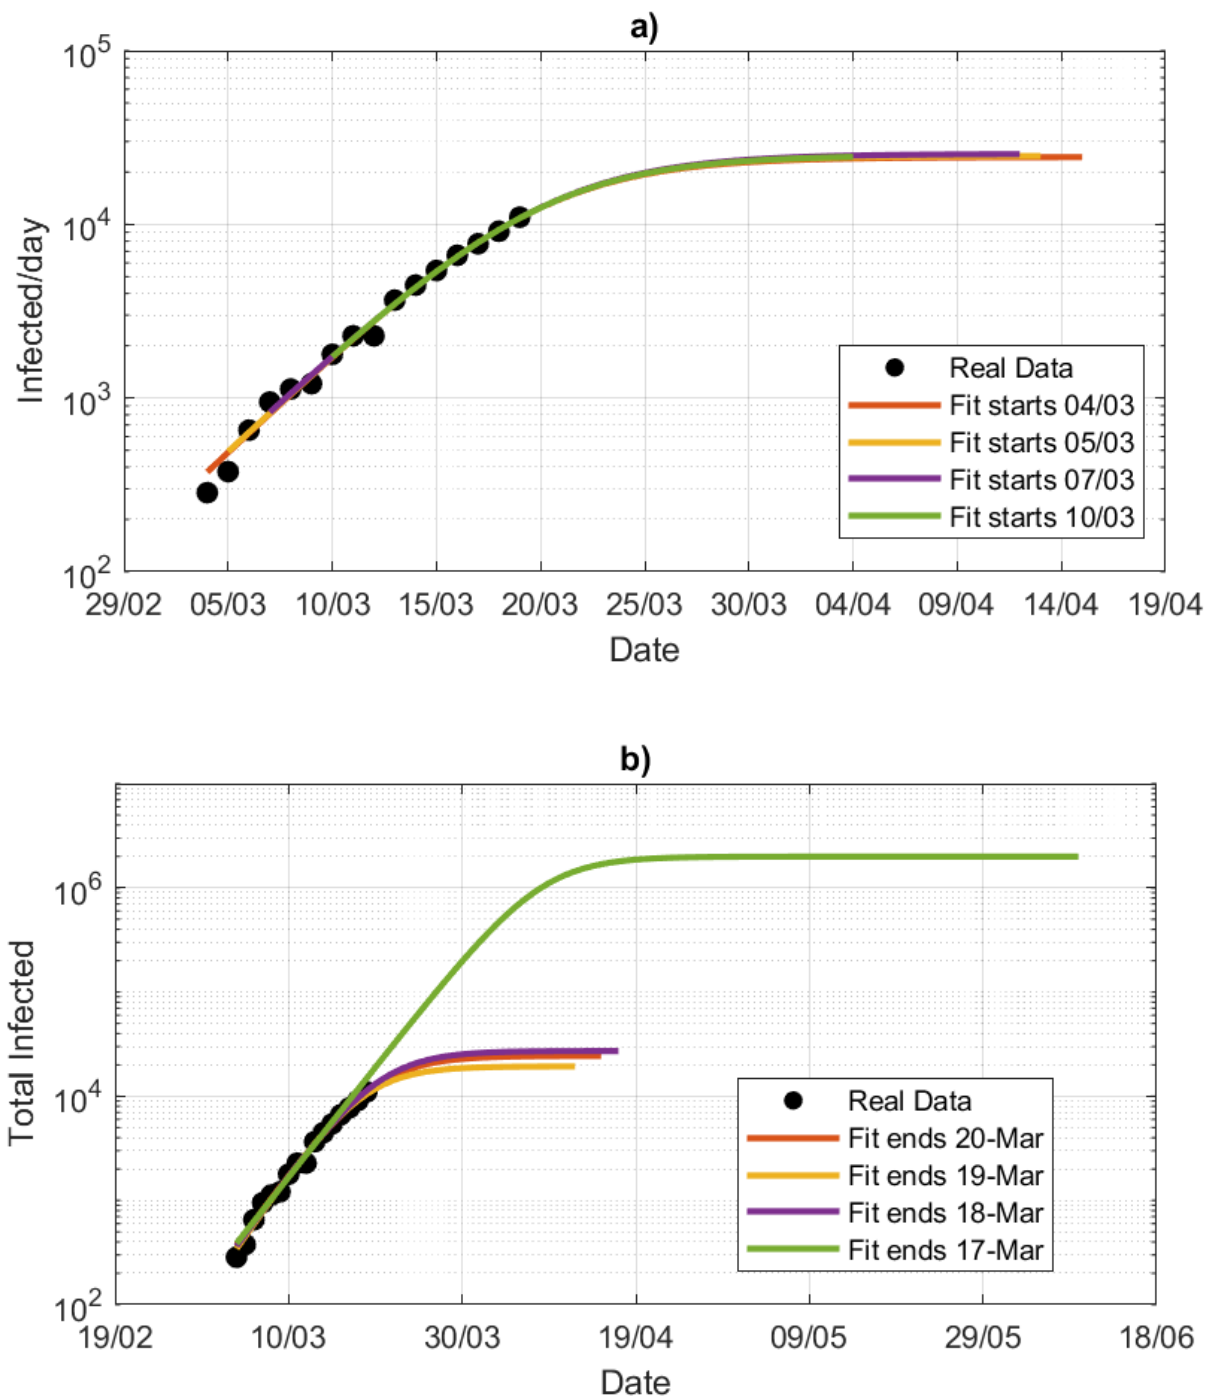 a)
10^5
10^4
10^3
10^2
Infected/day
Real Data
Fit starts 04/03
Fit starts 05/03
Fit starts 07/03
Fit starts 10/03
29/02 05/03 10/03 15/03 20/03 25/03 30/03 04/04 09/04 14/04 19/04
Date
b)
10^6
10^4
10^2
Total Infected
Real Data
Fit ends 20-Mar
Fit ends 19-Mar
Fit ends 18-Mar
Fit ends 17-Mar
19/02 10/03 30/03 19/04 09/05 29/05 18/06
Date